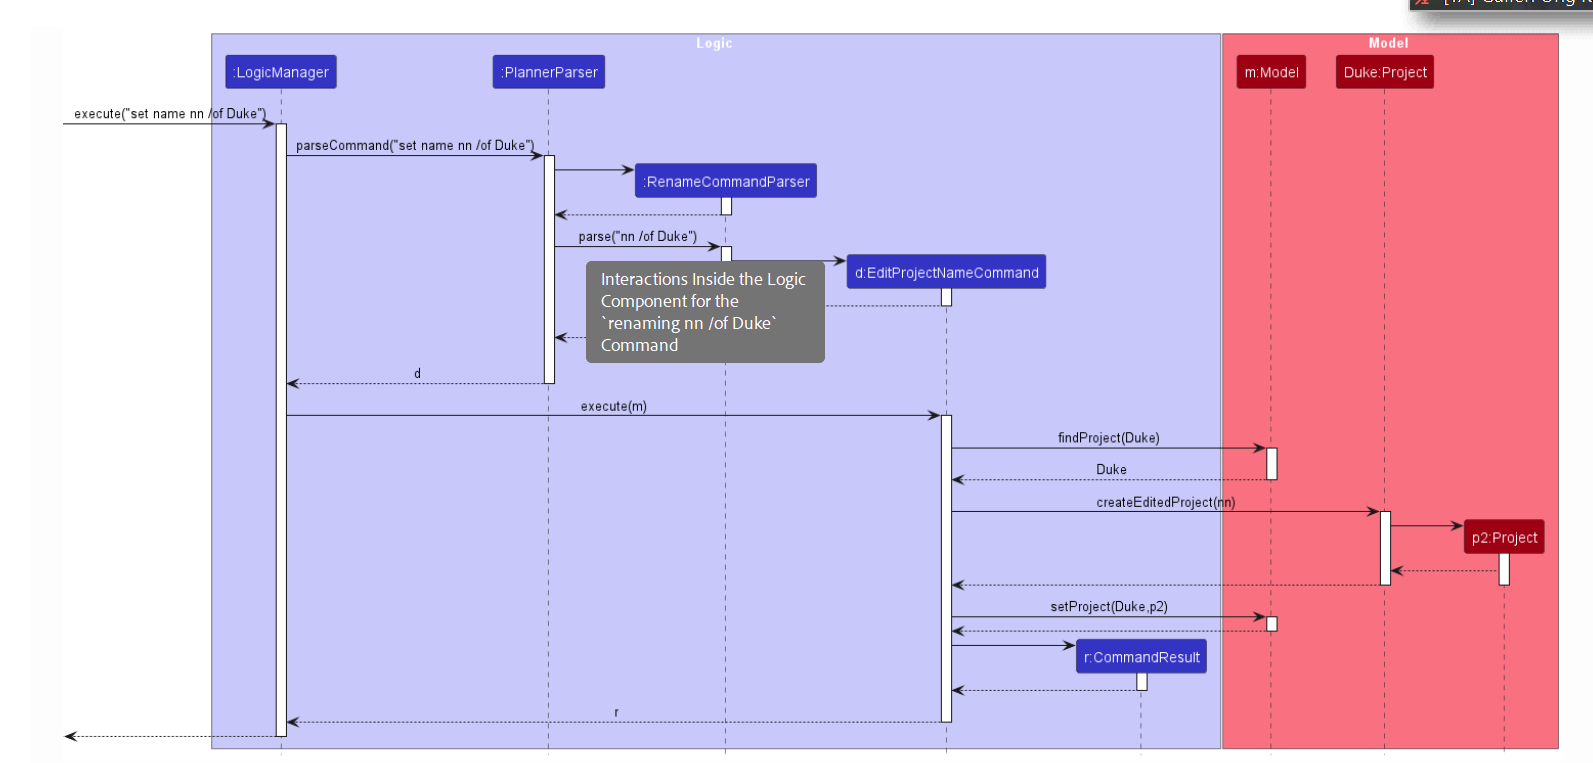 Logic
Model
:LogicManager
:PlannerParser
m:Model
Duke:Project
execute("set name nn /of Duke")
parseCommand("set name nn /of Duke")
:RenameCommandParser
parse("nn /of Duke")
d:EditProjectNameCommand
Interactions Inside the Logic
Component for the
`renaming nn /of Duke`
Command
d
execute(m)
findProject(Duke)
Duke
createEditedProject(nn)
p2:Project
setProject(Duke,p2)
r:CommandResult
r